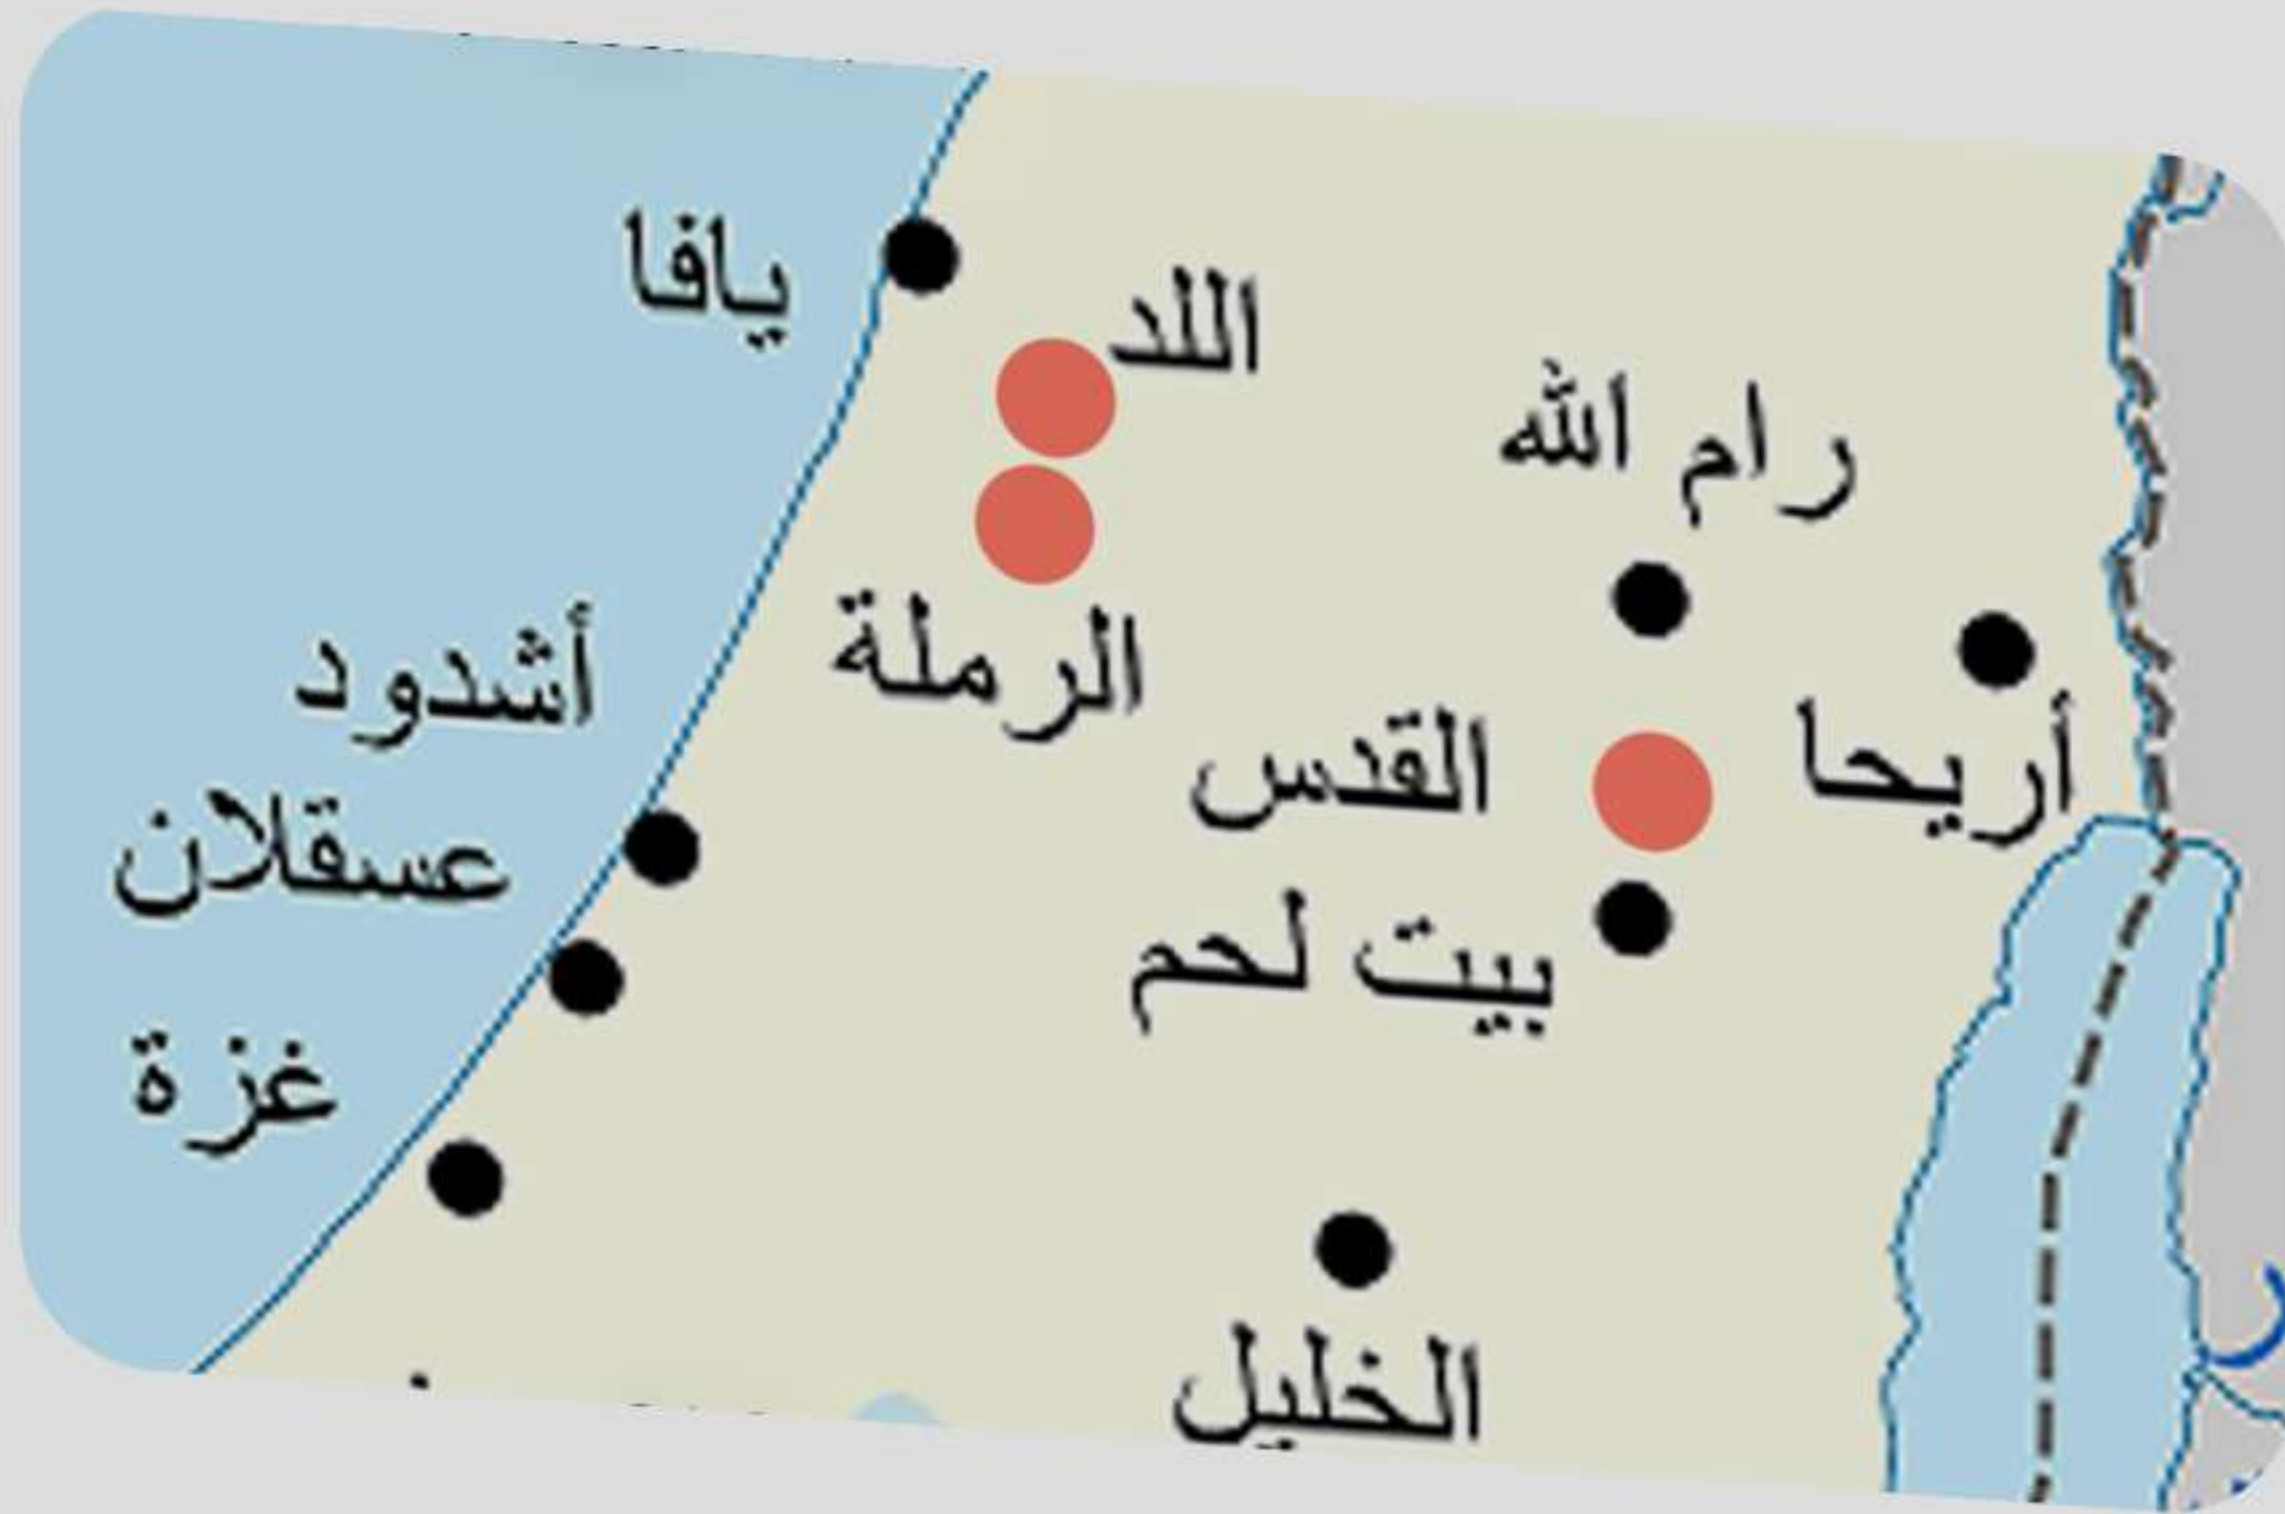 يافا
اللد
رام الله
الرملة
أشدود
القدس
أريحا
عسقلان
بيت لحم
غزة
الخليل